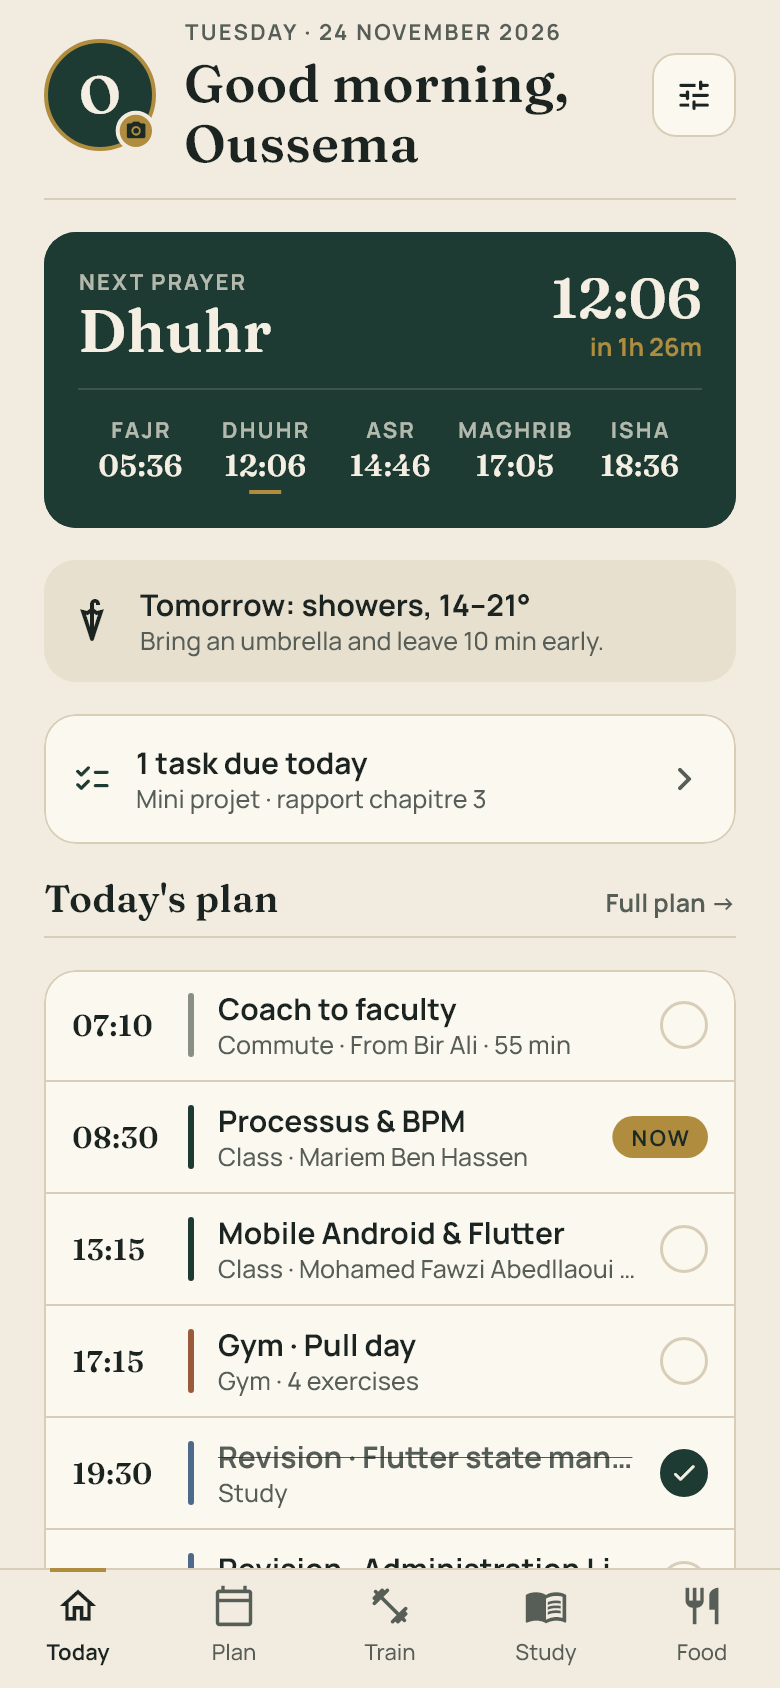 TUESDAY · 24 NOVEMBER 2026
Good morning,
Oussema
O
NEXT PRAYER
Dhuhr
12:06
in 1h 26m
FAJR DHUHR ASR MAGHRIB ISHA
05:36 12:06 14:46 17:05 18:36
Tomorrow: showers, 14–21°
Bring an umbrella and leave 10 min early.
1 task due today
Mini projet · rapport chapitre 3
Today's plan
Full plan →
07:10
Coach to faculty
Commute · From Bir Ali · 55 min
08:30
Processus & BPM
Class · Mariem Ben Hassen
NOW
13:15
Mobile Android & Flutter
Class · Mohamed Fawzi Abedllaoui ...
17:15
Gym · Pull day
Gym · 4 exercises
19:30
Revision · Flutter state man...
Study
Revision · Administration Li
Today Plan Train Study Food